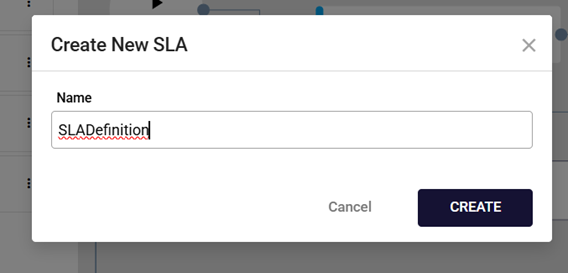 Create New SLA
Name
SLADefinition
Cancel
CREATE